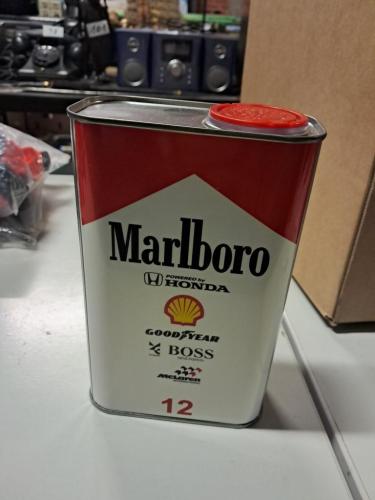 Marlboro
POWERED by
HONDA
GOODYEAR
BOSS
McLaren
12